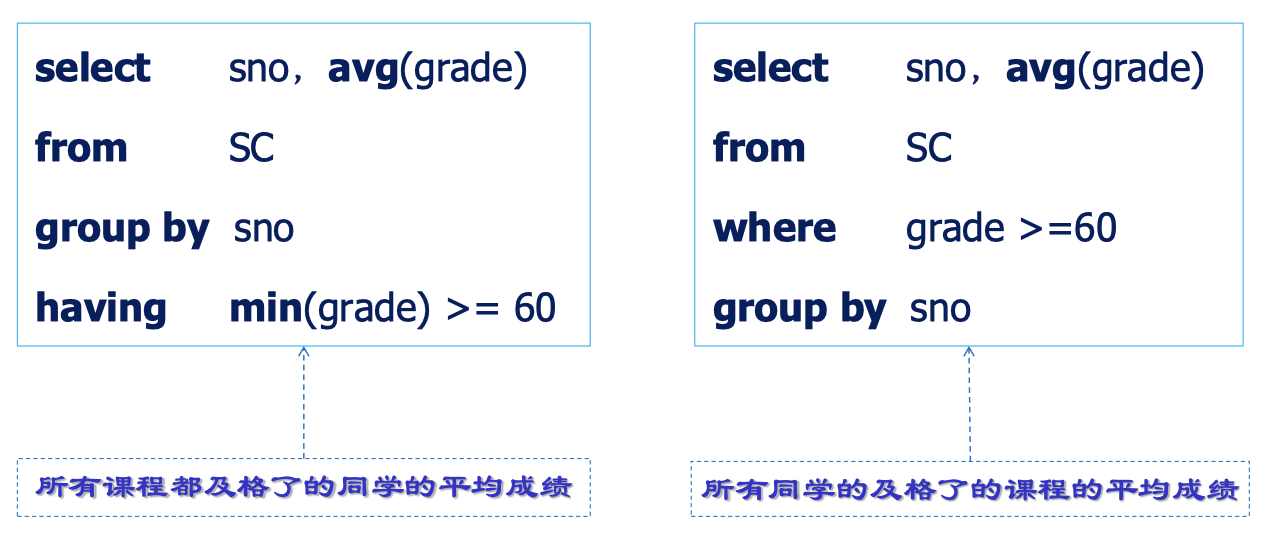 select sno，avg(grade)
from SC
group by sno
having min(grade) >= 60
所有课程都及格了的同学的平均成绩
select sno，avg(grade)
from SC
where grade >=60
group by sno
所有同学的及格了的课程的平均成绩